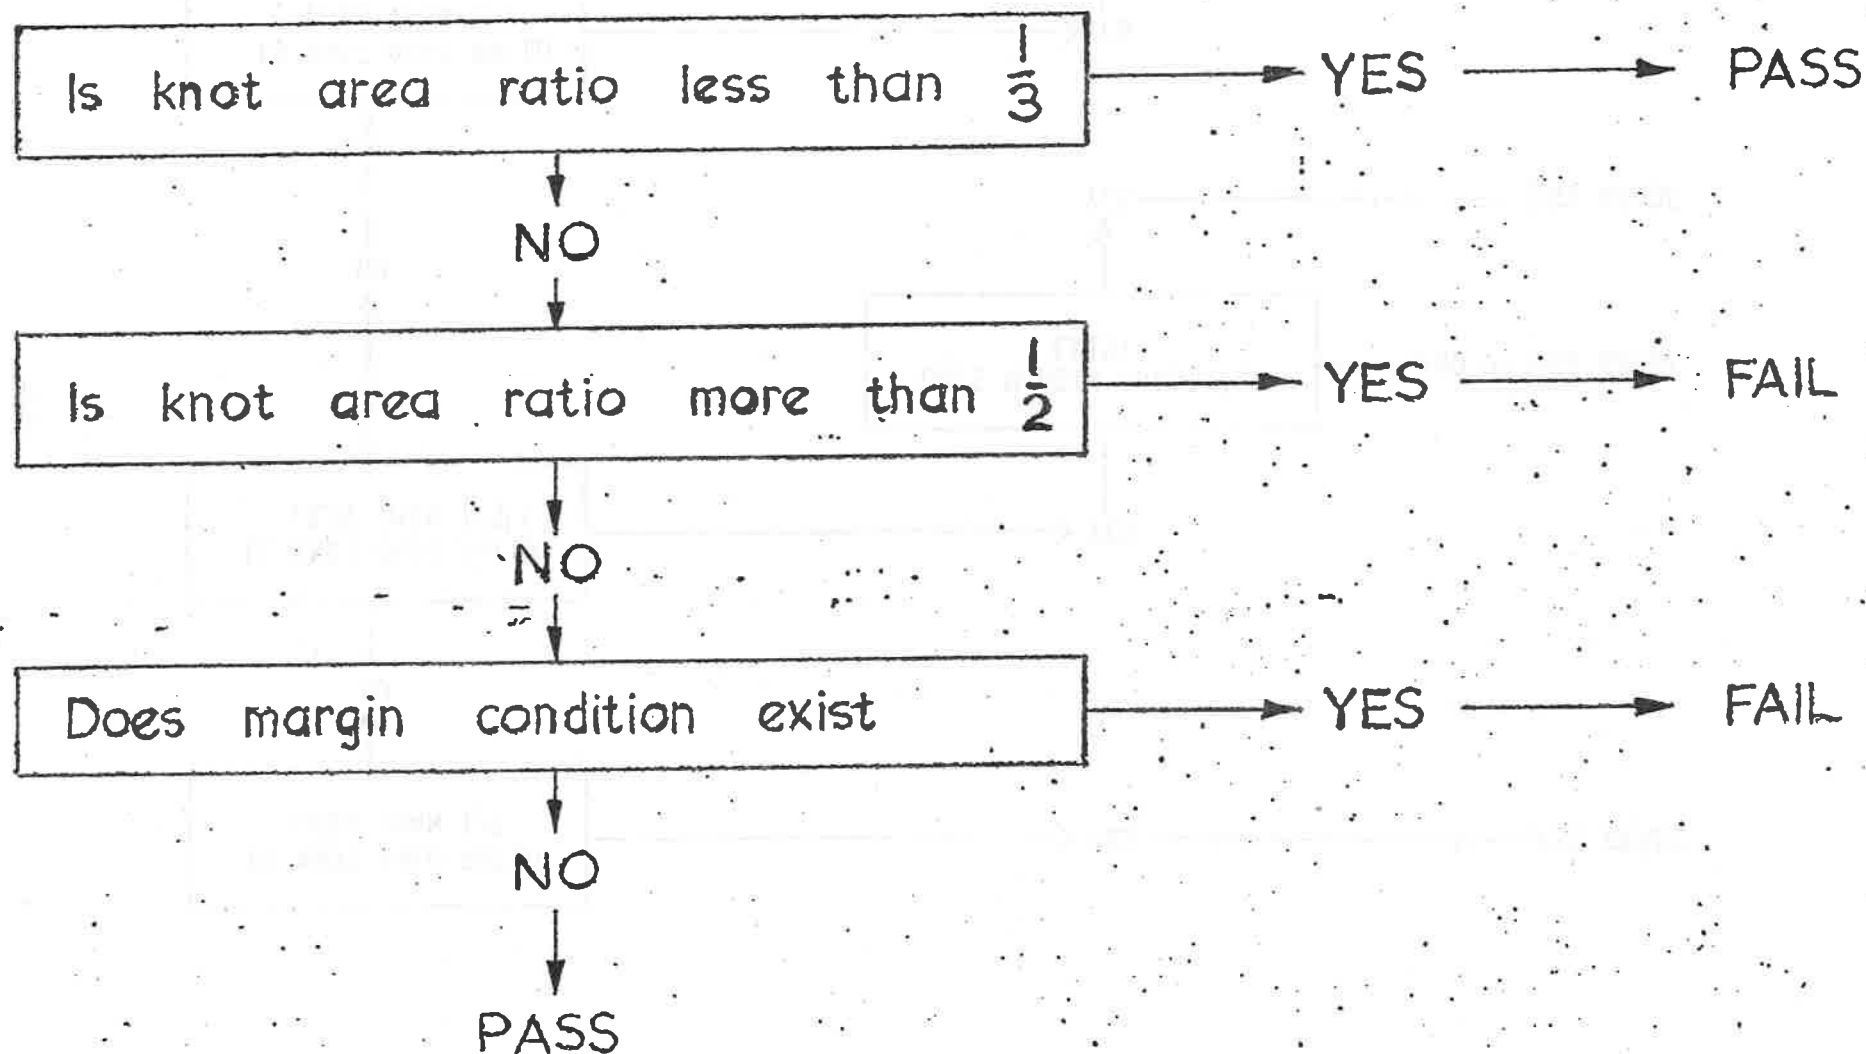 Is knot area ratio less than 1/3 YES PASS
NO
Is knot area ratio more than 1/2 YES FAIL
NO
Does margin condition exist YES FAIL
NO
PASS